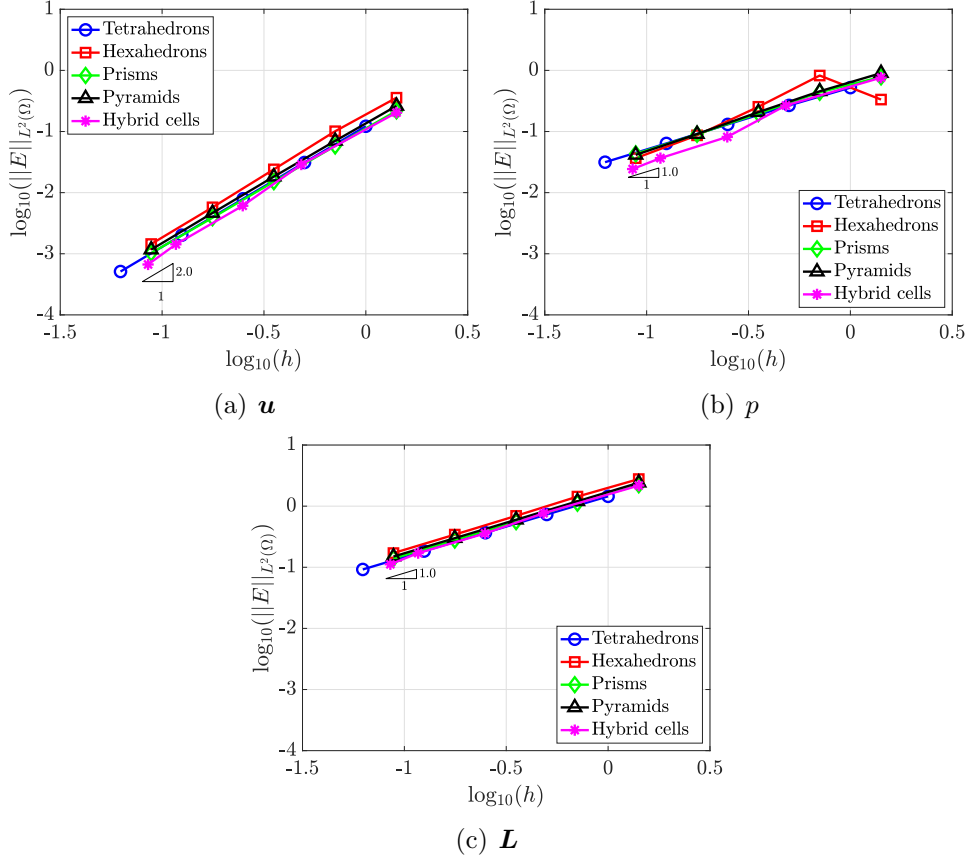 1
0
-1
-2
-3
-4
-1.5 -1 -0.5 0 0.5
log10(||E||L2(Ω))
log10(h)
Tetrahedrons
Hexahedrons
Prisms
Pyramids
Hybrid cells
2.0
1
(a) u
1
0
-1
-2
-3
-4
-1.5 -1 -0.5 0 0.5
log10(||E||L2(Ω))
log10(h)
1.0
1
Tetrahedrons
Hexahedrons
Prisms
Pyramids
Hybrid cells
(b) p
1
0
-1
-2
-3
-4
-1.5 -1 -0.5 0 0.5
log10(||E||L2(Ω))
log10(h)
1.0
1
Tetrahedrons
Hexahedrons
Prisms
Pyramids
Hybrid cells
(c) L